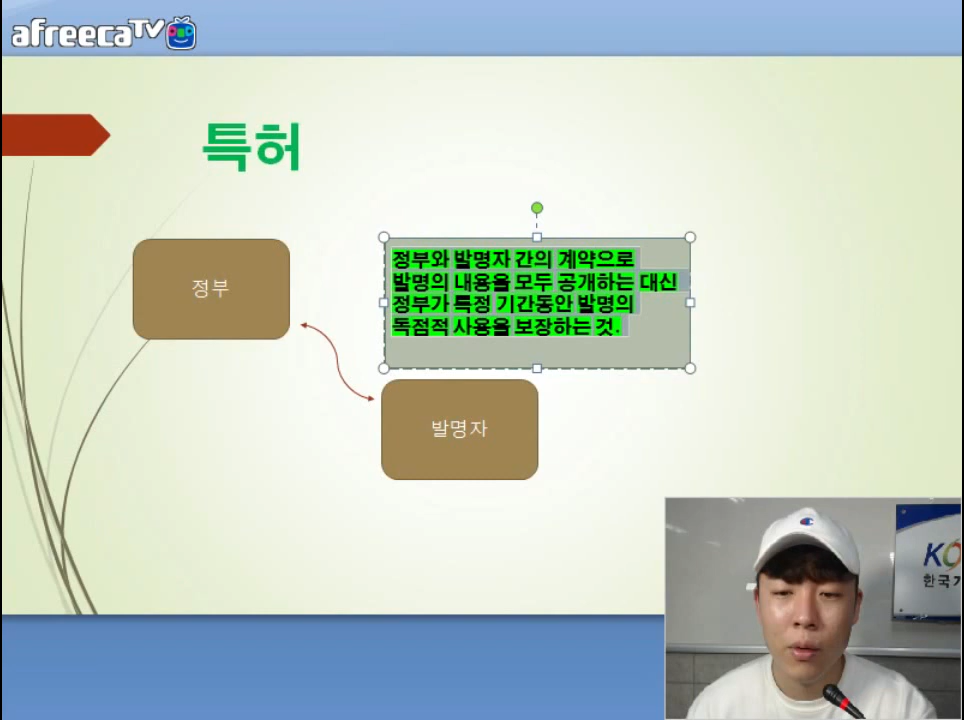 afreecaTV
특허
정부와 발명자 간의 계약으로
발명의 내용을 모두 공개하는 대신
정부가 특정 기간동안 발명의
독점적 사용을 보장하는 것.
정부
발명자
한국기